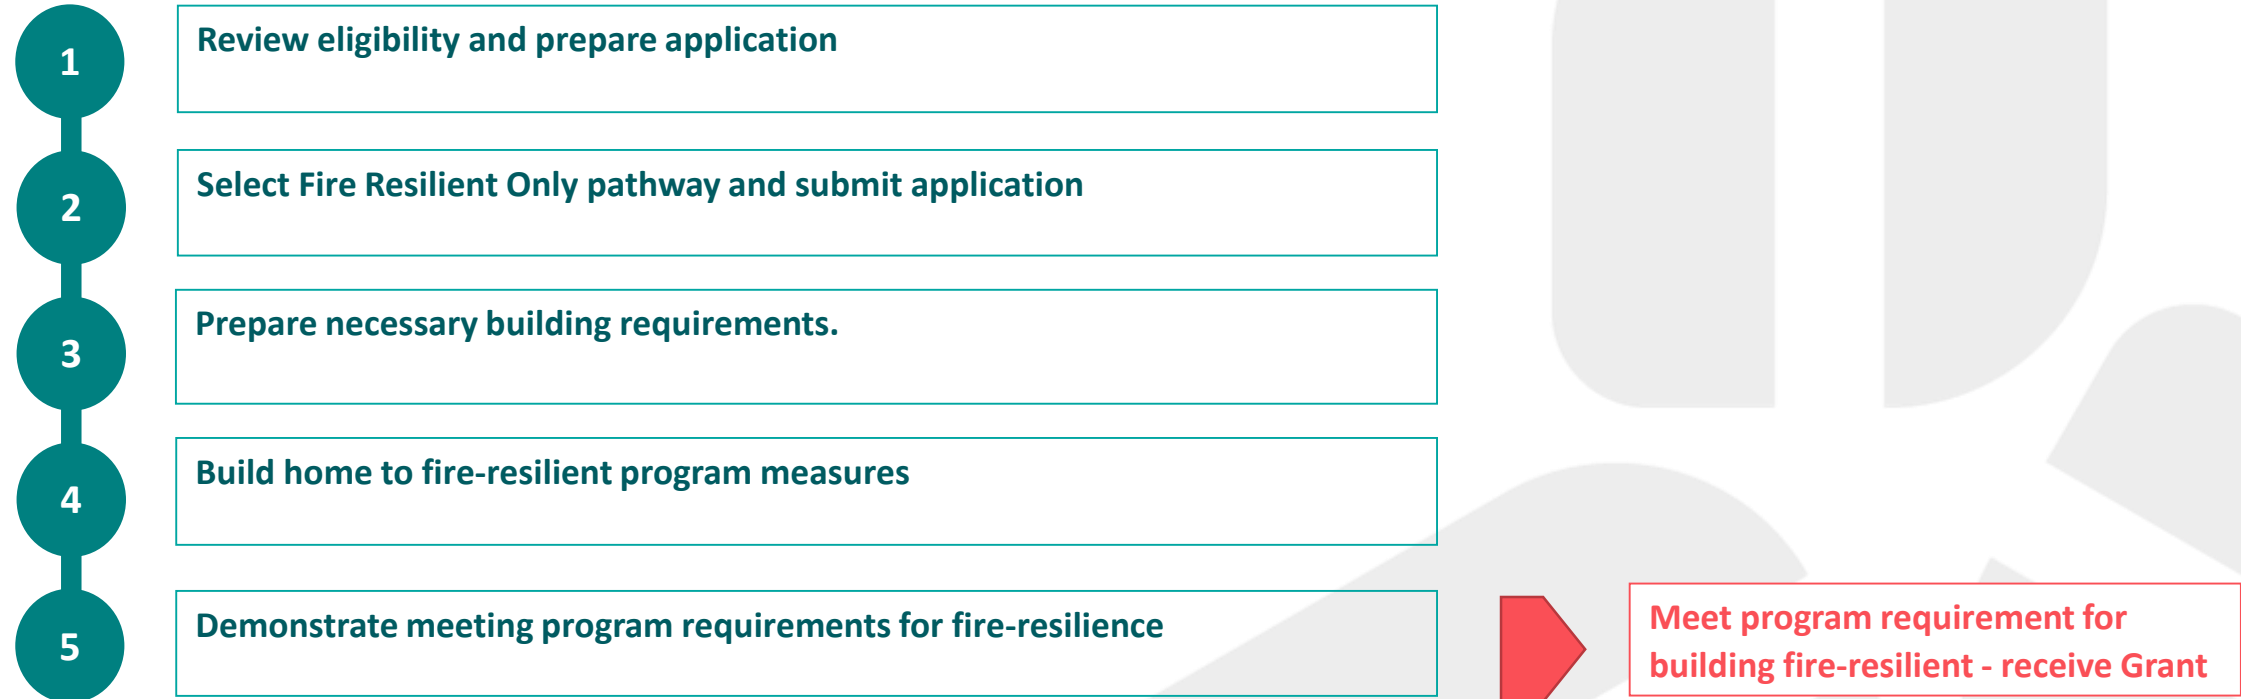 1
Review eligibility and prepare application
2
Select Fire Resilient Only pathway and submit application
3
Prepare necessary building requirements.
4
Build home to fire-resilient program measures
5
Demonstrate meeting program requirements for fire-resilience
Meet program requirement for
building fire-resilient - receive Grant